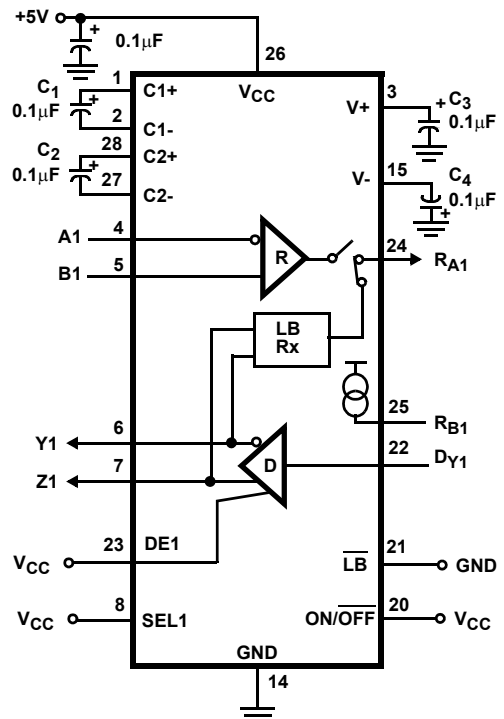 +5V
+
0.1µF
26
1
C1
+
0.1µF
2
C1+
C1-
VCC
3
V+
+
C3
0.1µF
28
C2
+
0.1µF
27
C2+
C2-
15
V-
C4
0.1µF
+
A1
4
R
24
RA1
B1
5
LB
Rx
25
RB1
Y1
6
22
DY1
Z1
7
D
VCC
23
DE1
21
LB
GND
VCC
8
SEL1
20
ON/OFF
VCC
GND
14